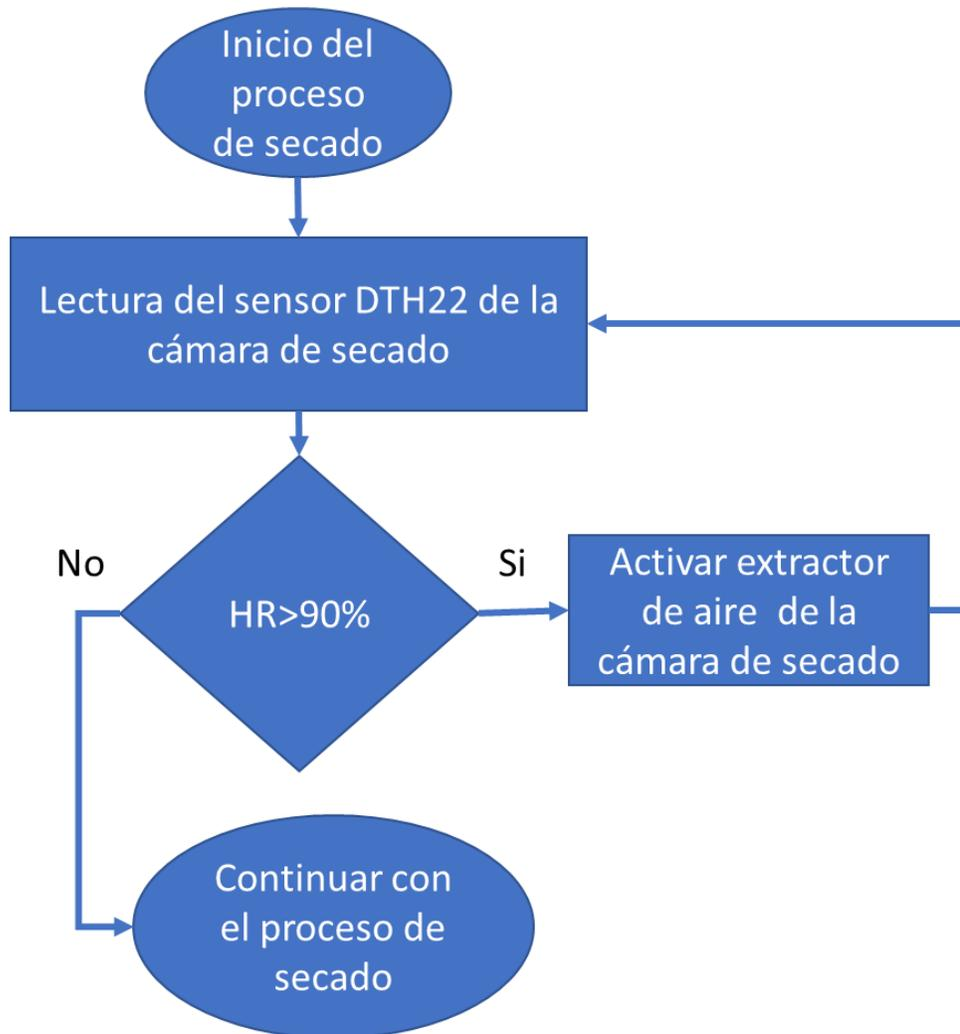 Inicio del
proceso
de secado
Lectura del sensor DTH22 de la
cámara de secado
No
HR>90%
Si
Activar extractor
de aire  de la
cámara de secado
Continuar con
el proceso de
secado